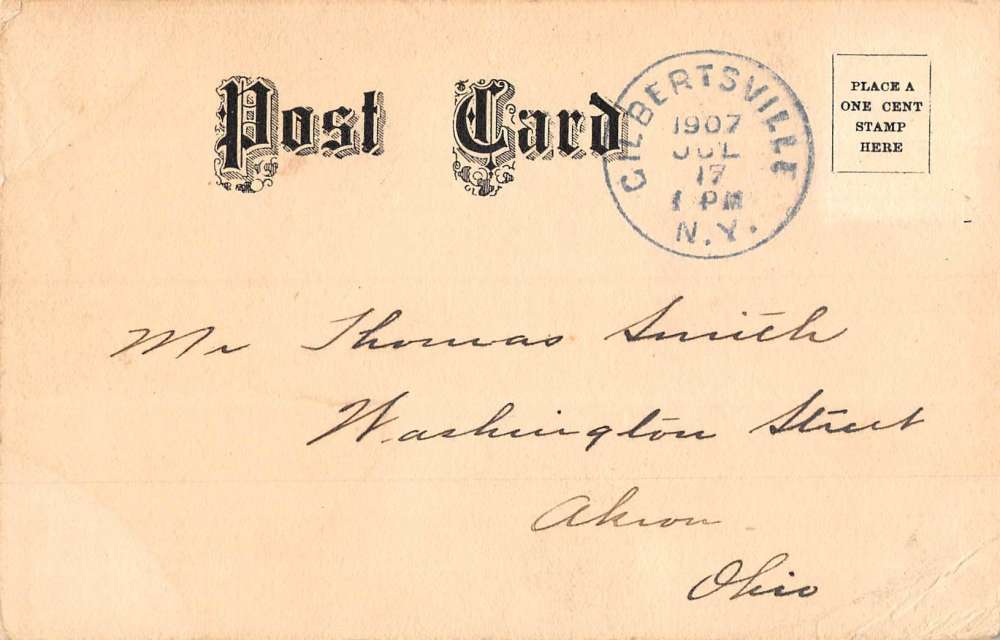 Post Card
GILBERTSVILLE
1907
JUL
17
1 PM
N.Y.
PLACE A
ONE CENT
STAMP
HERE
Mr Thomas Smith
Washington Street
Akron
Ohio